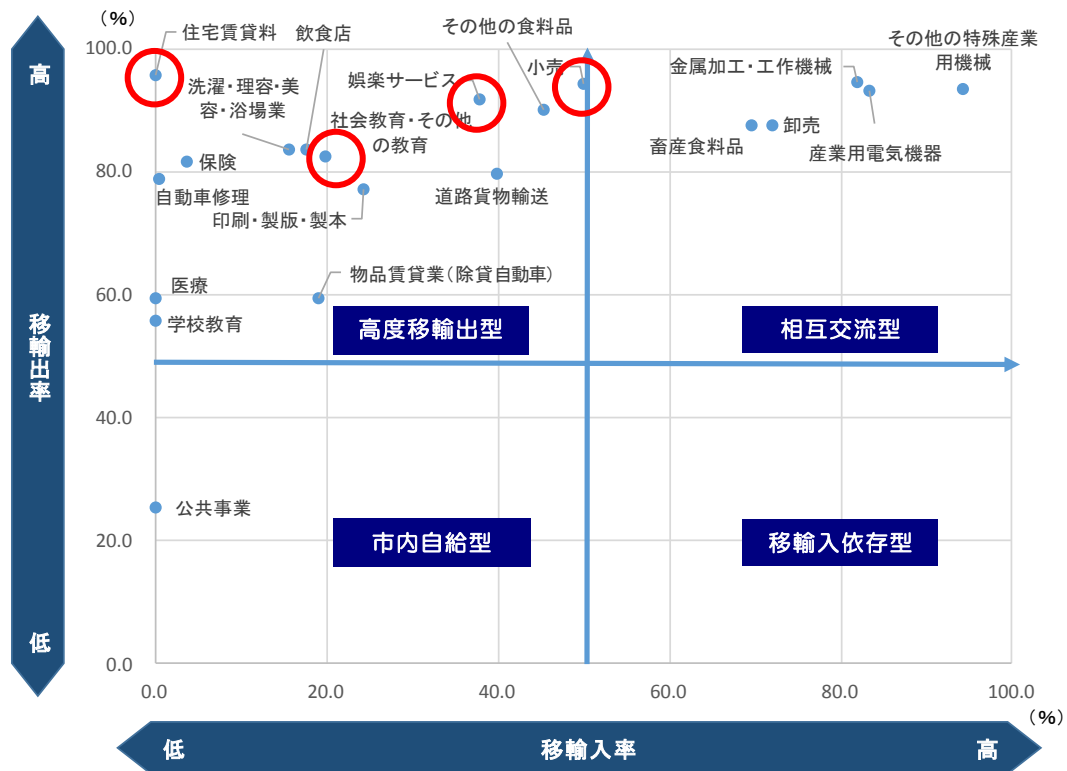 (%)
100.0
80.0
60.0
40.0
20.0
0.0
高
移輸出率
低
住宅賃貸料
飲食店
その他の食料品
その他の特殊産業
用機械
洗濯・理容・美
容・浴場業
娯楽サービス
小売
金属加工・工作機械
社会教育・その他
の教育
保険
畜産食料品
卸売
産業用電気機器
自動車修理
印刷・製版・製本
道路貨物輸送
医療
物品賃貸業(除貸自動車)
学校教育
高度移輸出型
相互交流型
公共事業
市内自給型
移輸入依存型
0.0
20.0
40.0
60.0
80.0
100.0
(%)
低
移輸入率
高